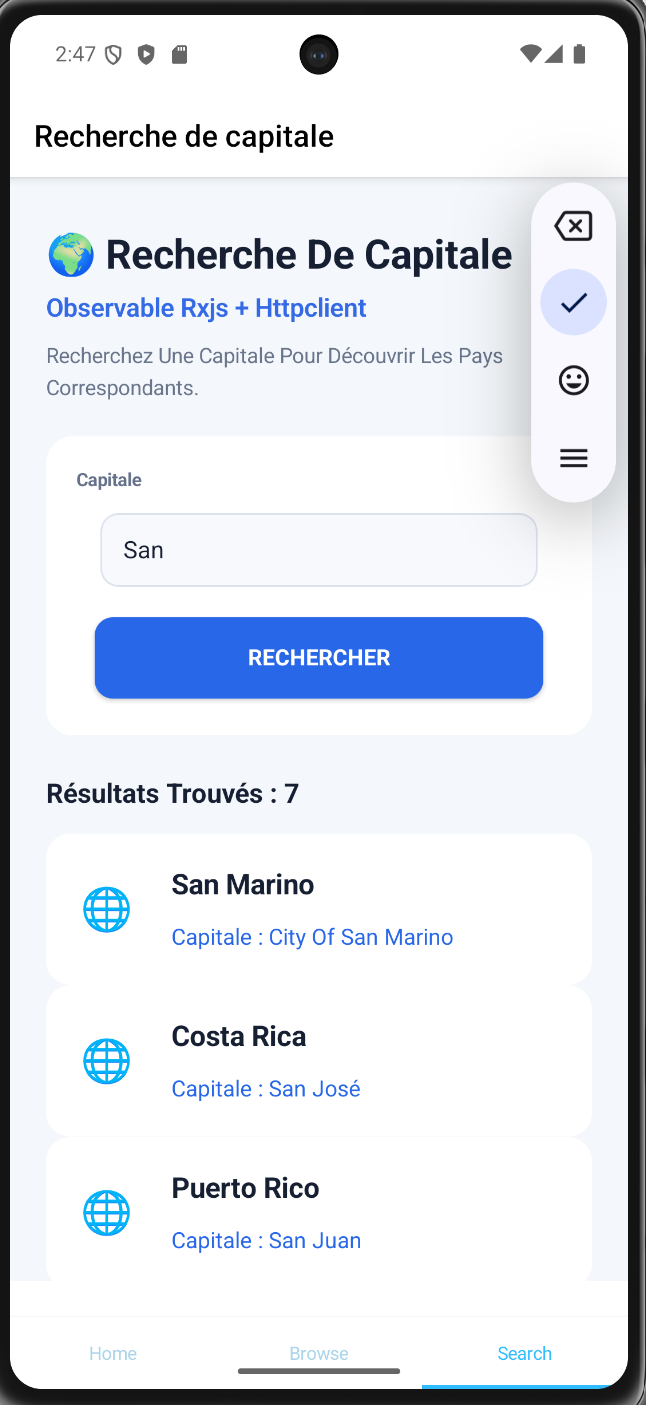 2:47
Recherche de capitale
🌍 Recherche De Capitale
Observable Rxjs + Httpclient
Recherchez Une Capitale Pour Découvrir Les Pays
Correspondants.
Capitale
San
RECHERCHER
Résultats Trouvés : 7
San Marino
Capitale : City Of San Marino
Costa Rica
Capitale : San José
Puerto Rico
Capitale : San Juan
Home Browse Search